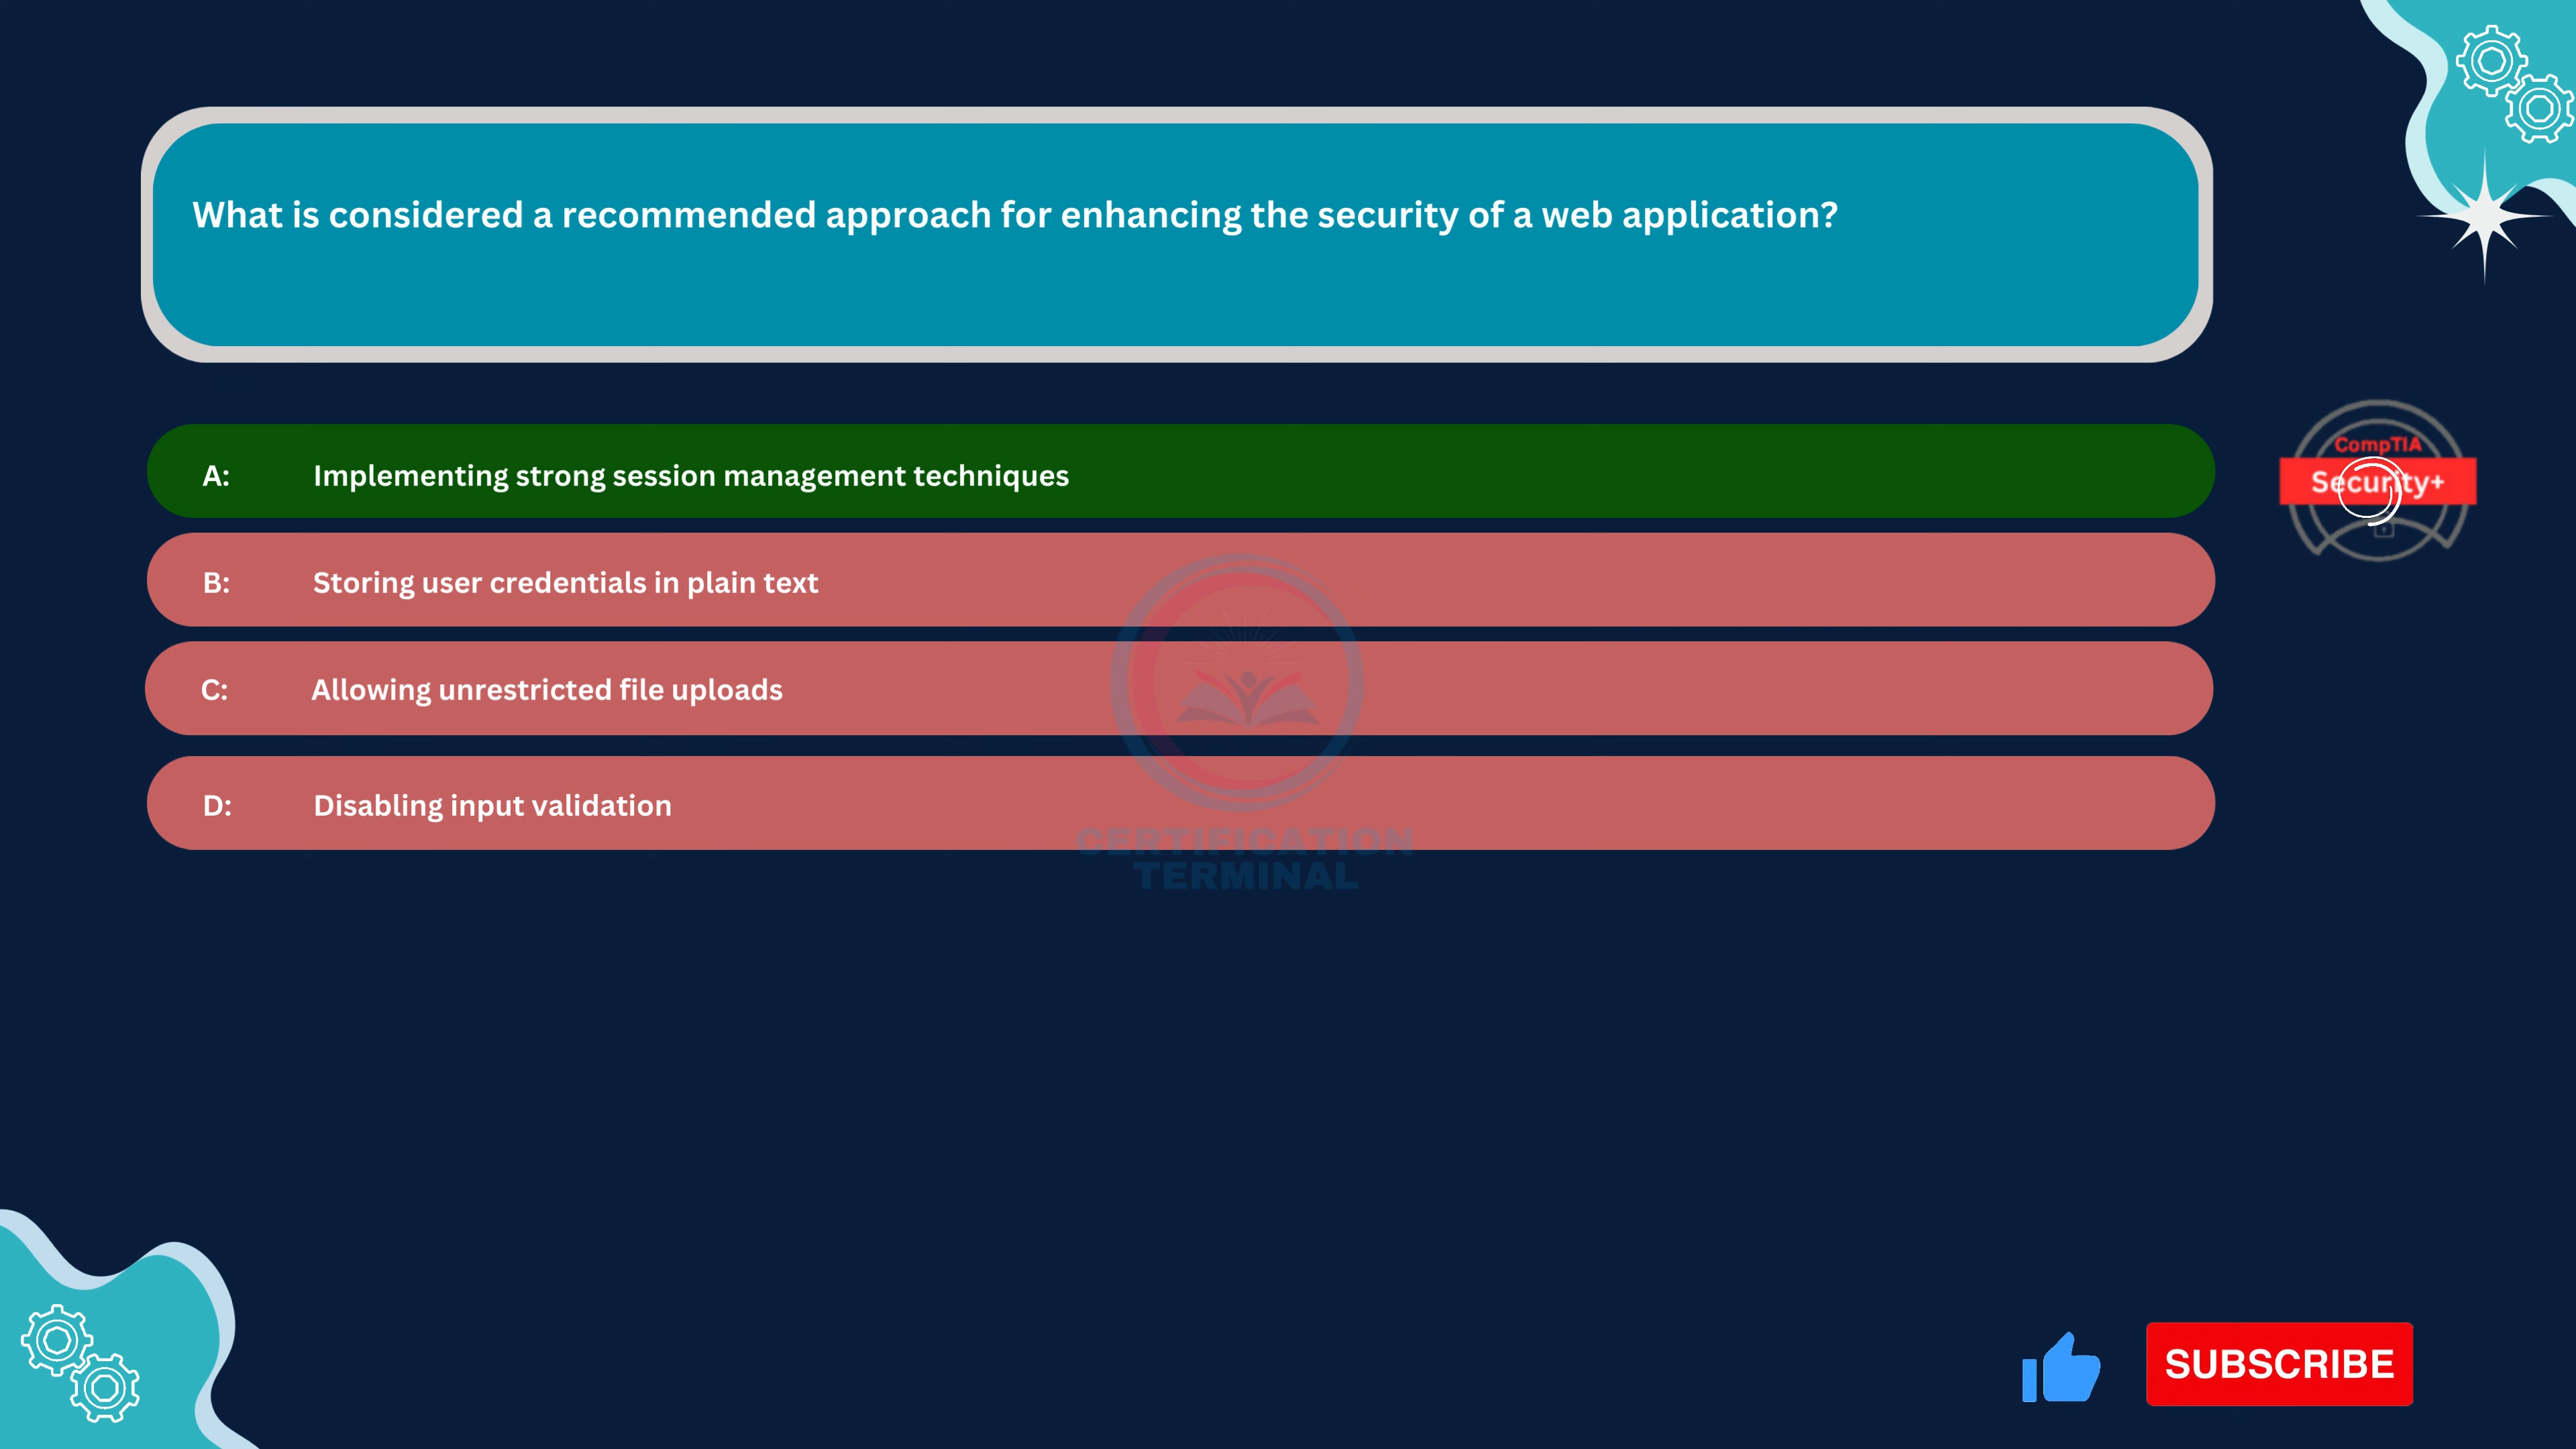 What is considered a recommended approach for enhancing the security of a web application?
A: Implementing strong session management techniques
CompTIA
Security+
B: Storing user credentials in plain text
C: Allowing unrestricted file uploads
D: Disabling input validation
CERTIFICATION
TERMINAL
SUBSCRIBE